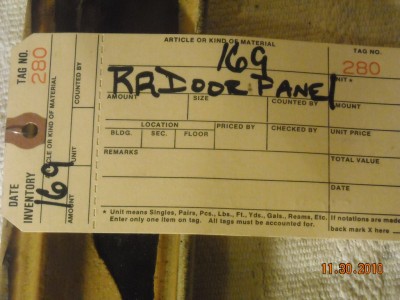 TAG NO.
280
COUNTED BY
ARTICLE OR KIND OF MATERIAL
UNIT
DATE
INVENTORY
169
AMOUNT
ARTICLE OR KIND OF MATERIAL
169
RR DOOR PANEL
AMOUNT
SIZE
COUNTED BY
LOCATION
PRICED BY
CHECKED BY
BLDG.
SEC.
FLOOR
REMARKS
* Unit means Singles, Pairs, Pcs., Lbs., Ft., Yds., Gals., Dozens, Etc.
Enter only one item on tag. All tags must be accounted for.
TAG NO.
280
UNIT *
AMOUNT
UNIT PRICE
TOTAL VALUE
DATE
If notations are made
back mark X here
11.30.2010